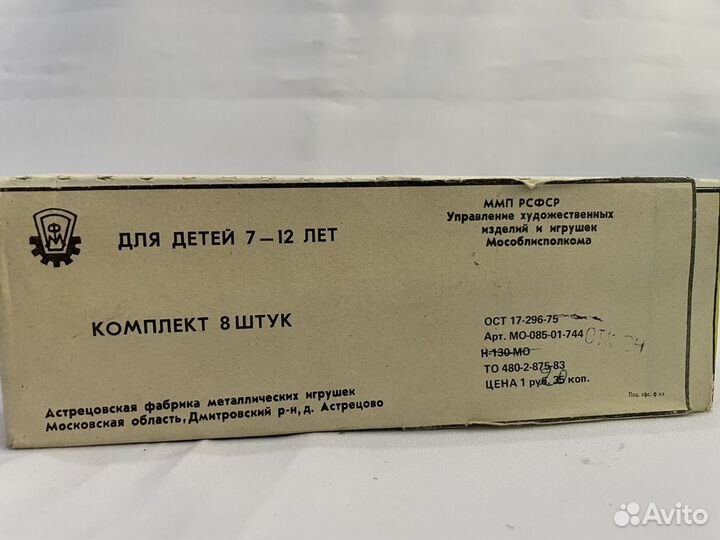 ДЛЯ ДЕТЕЙ 7—12 ЛЕТ
КОМПЛЕКТ 8 ШТУК
Астрецовская фабрика металлических игрушек
Московская область, Дмитровский р-н, д. Астрецово
ММП РСФСР
Управление художественных
изделий и игрушек
Мособлисполкома
ОСТ 17-296-75
Арт. МО-085-01-744
ОТК 34
Н-130-МО
ТО 480-2-875-83
ЦЕНА 1 руб. 35 коп.
Avito